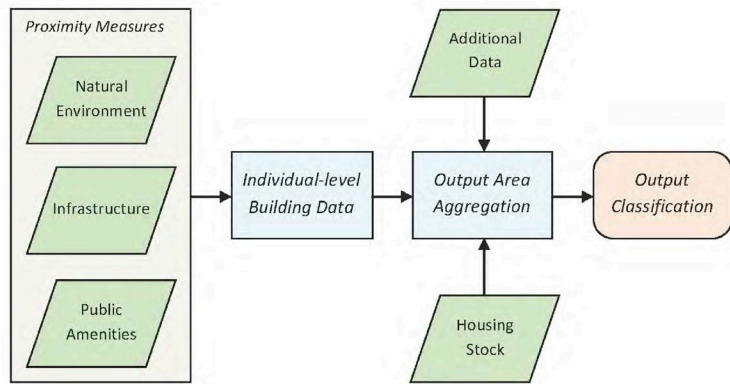 Proximity Measures
Natural
Environment
Infrastructure
Public
Amenities
Individual-level
Building Data
Additional
Data
Output Area
Aggregation
Housing
Stock
Output
Classification